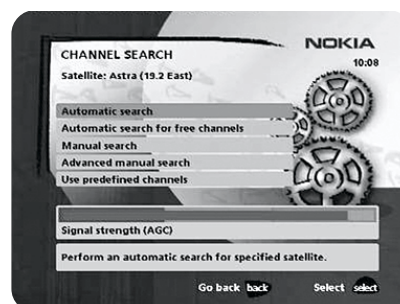 NOKIA
CHANNEL SEARCH
10:08
Satellite: Astra (19.2 East)
Automatic search
Automatic search for free channels
Manual search
Advanced manual search
Use predefined channels
Signal strength (AGC)
Perform an automatic search for specified satellite.
Go back back Select select